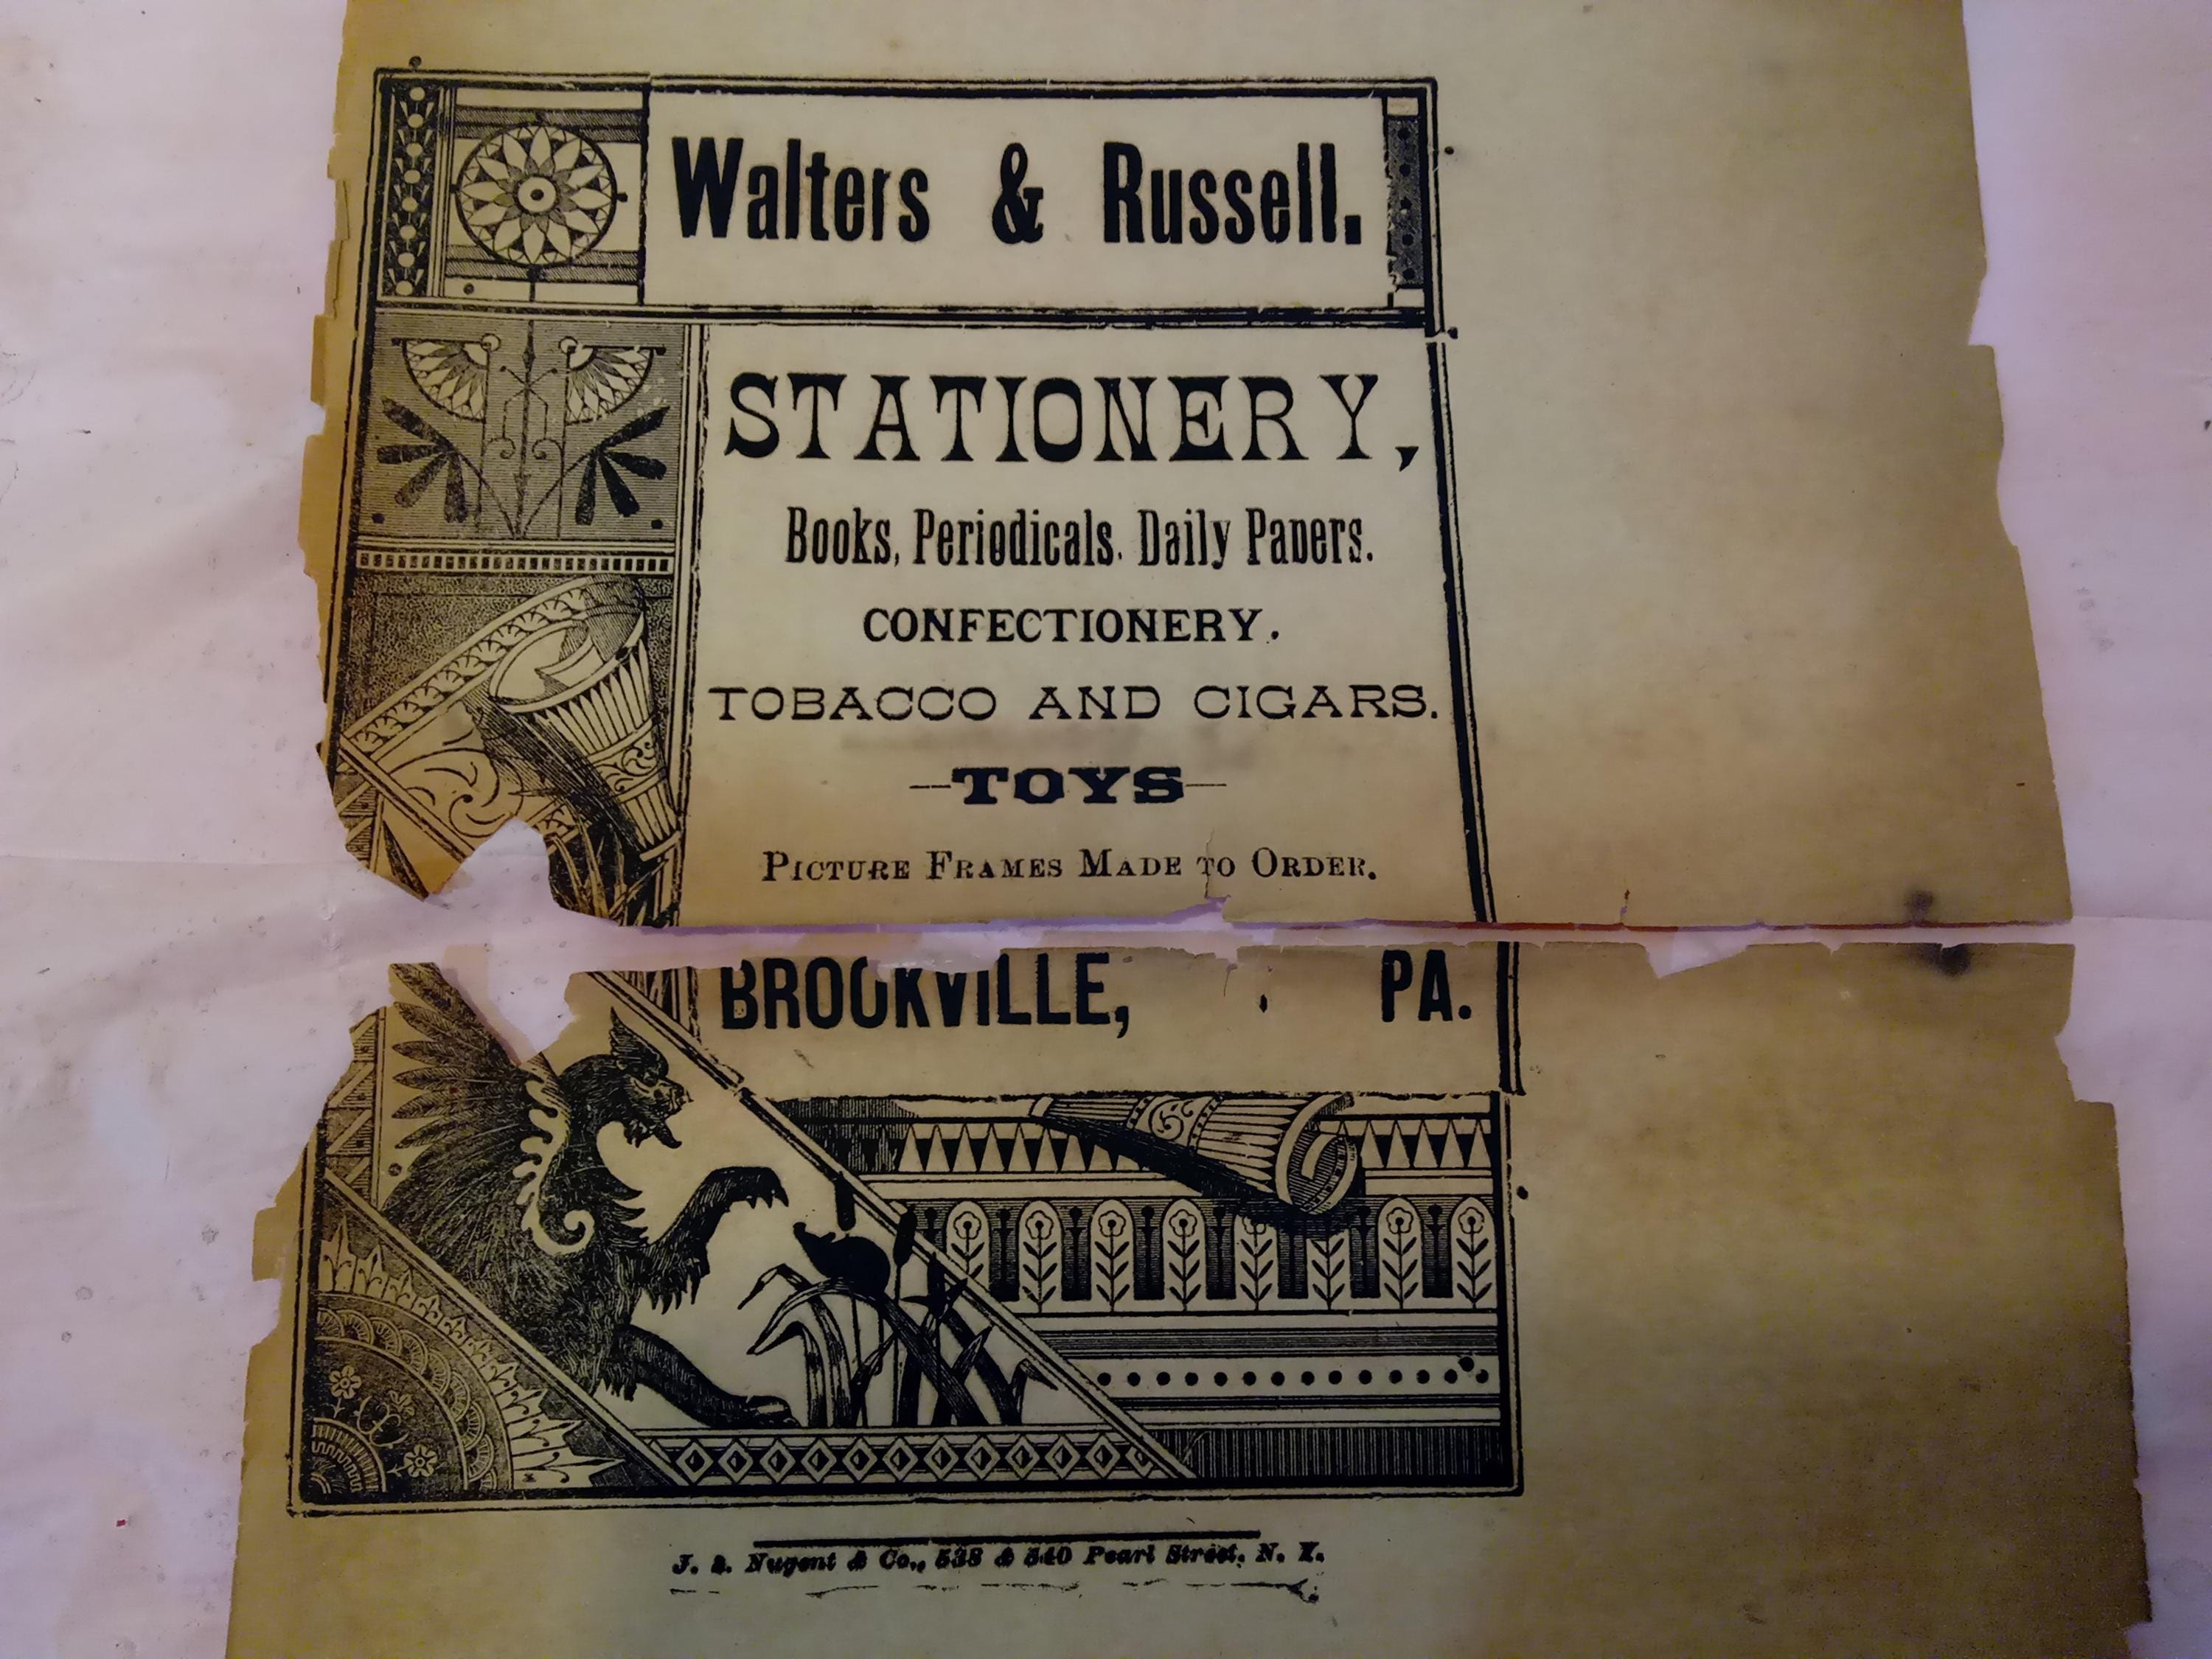 Walters & Russell.
STATIONERY,
Books, Periodicals. Daily Papers.
CONFECTIONERY.
TOBACCO AND CIGARS.
—TOYS—
PICTURE FRAMES MADE TO ORDER.
BROOKVILLE, . PA.
J. A. Nugent & Co., 538 & 540 Pearl Street, N. Y.